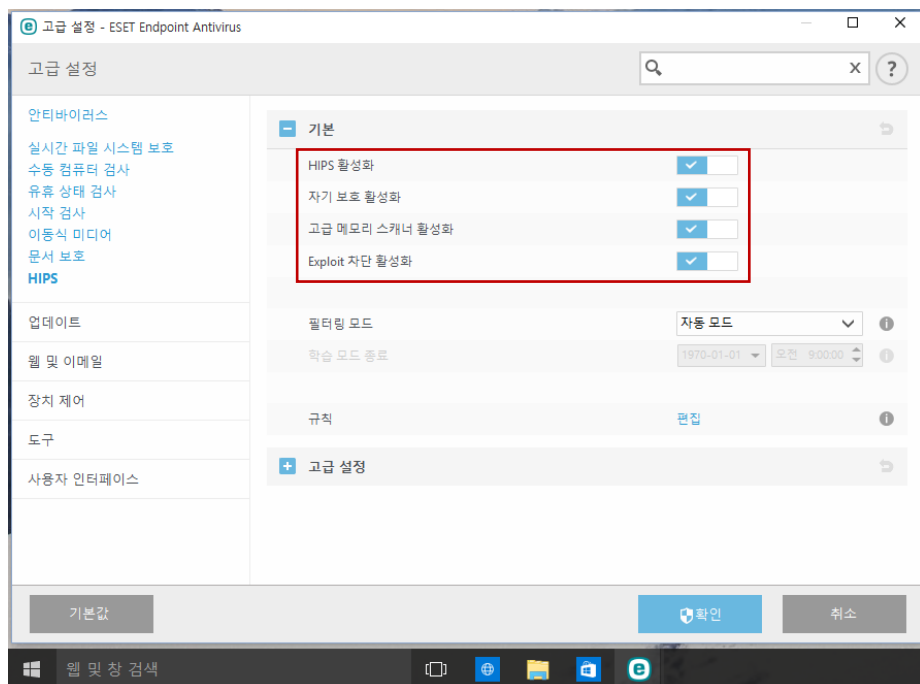 고급 설정 - ESET Endpoint Antivirus
고급 설정
안티바이러스
실시간 파일 시스템 보호
수동 컴퓨터 검사
유휴 상태 검사
시작 검사
이동식 미디어
문서 보호
HIPS
업데이트
웹 및 이메일
장치 제어
도구
사용자 인터페이스
기본
HIPS 활성화
자기 보호 활성화
고급 메모리 스캐너 활성화
Exploit 차단 활성화
필터링 모드 자동 모드
학습 모드 종료 1970-01-01 오전 9:00:00
규칙 편집
고급 설정
기본값 확인 취소
웹 및 창 검색